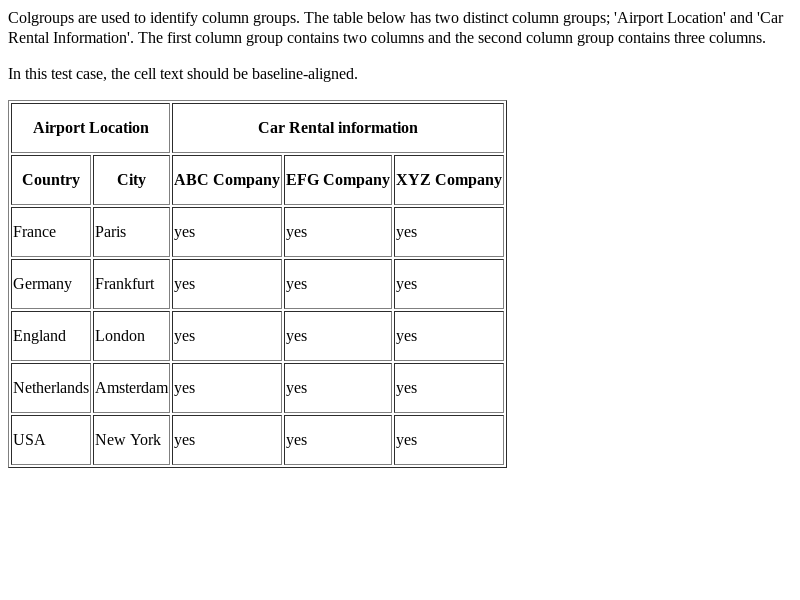 Colgroups are used to identify column groups. The table below has two distinct column groups; 'Airport Location' and 'Car
Rental Information'. The first column group contains two columns and the second column group contains three columns.
In this test case, the cell text should be baseline-aligned.
Airport Location Car Rental information
Country City ABC Company EFG Company XYZ Company
France Paris yes yes yes
Germany Frankfurt yes yes yes
England London yes yes yes
Netherlands Amsterdam yes yes yes
USA New York yes yes yes